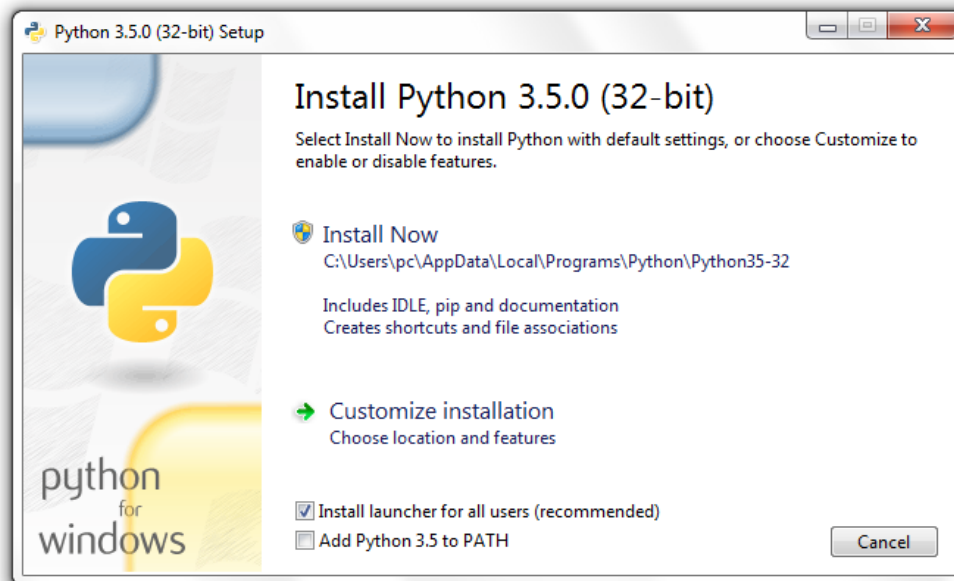 Python 3.5.0 (32-bit) Setup
Install Python 3.5.0 (32-bit)
Select Install Now to install Python with default settings, or choose Customize to
enable or disable features.
Install Now
C:\Users\pc\AppData\Local\Programs\Python\Python35-32
Includes IDLE, pip and documentation
Creates shortcuts and file associations
Customize installation
Choose location and features
python
for
windows
Install launcher for all users (recommended)
Add Python 3.5 to PATH
Cancel